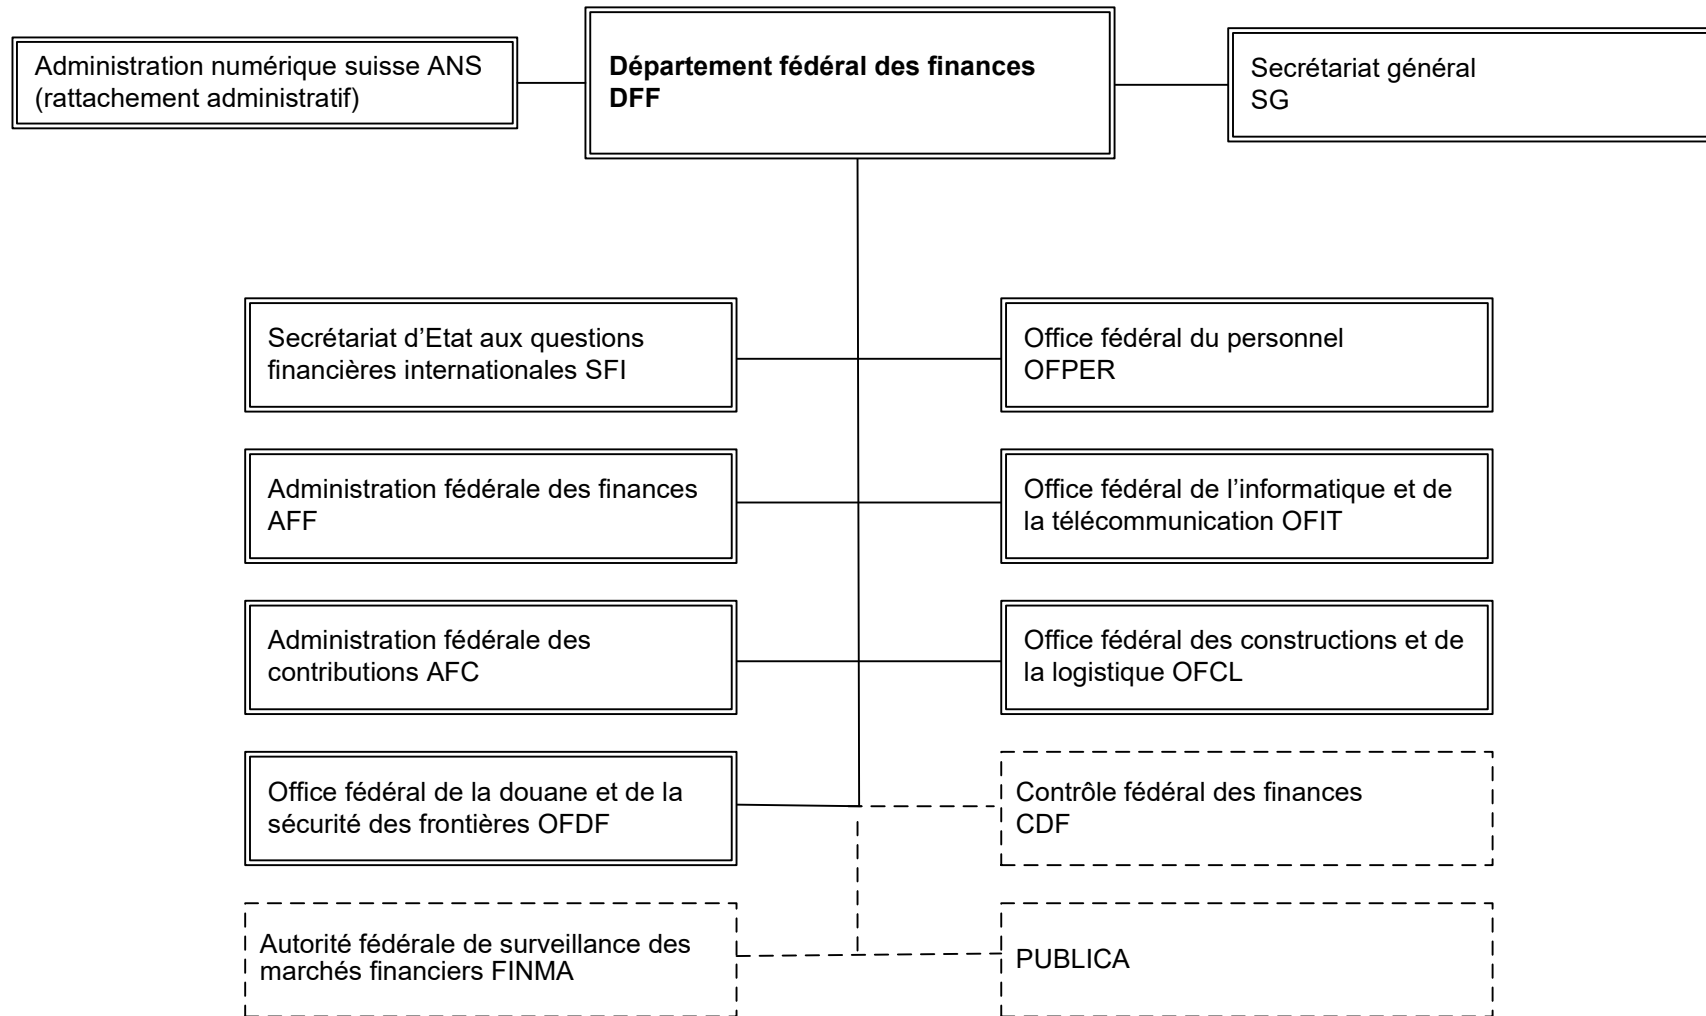 Administration numérique suisse ANS
(rattachement administratif)
Département fédéral des finances
DFF
Secrétariat général
SG
Secrétariat d’Etat aux questions
financières internationales SFI
Office fédéral du personnel
OFPER
Administration fédérale des finances
AFF
Office fédéral de l’informatique et de
la télécommunication OFIT
Administration fédérale des
contributions AFC
Office fédéral des constructions et de
la logistique OFCL
Office fédéral de la douane et de la
sécurité des frontières OFDF
Contrôle fédéral des finances
CDF
Autorité fédérale de surveillance des
marchés financiers FINMA
PUBLICA